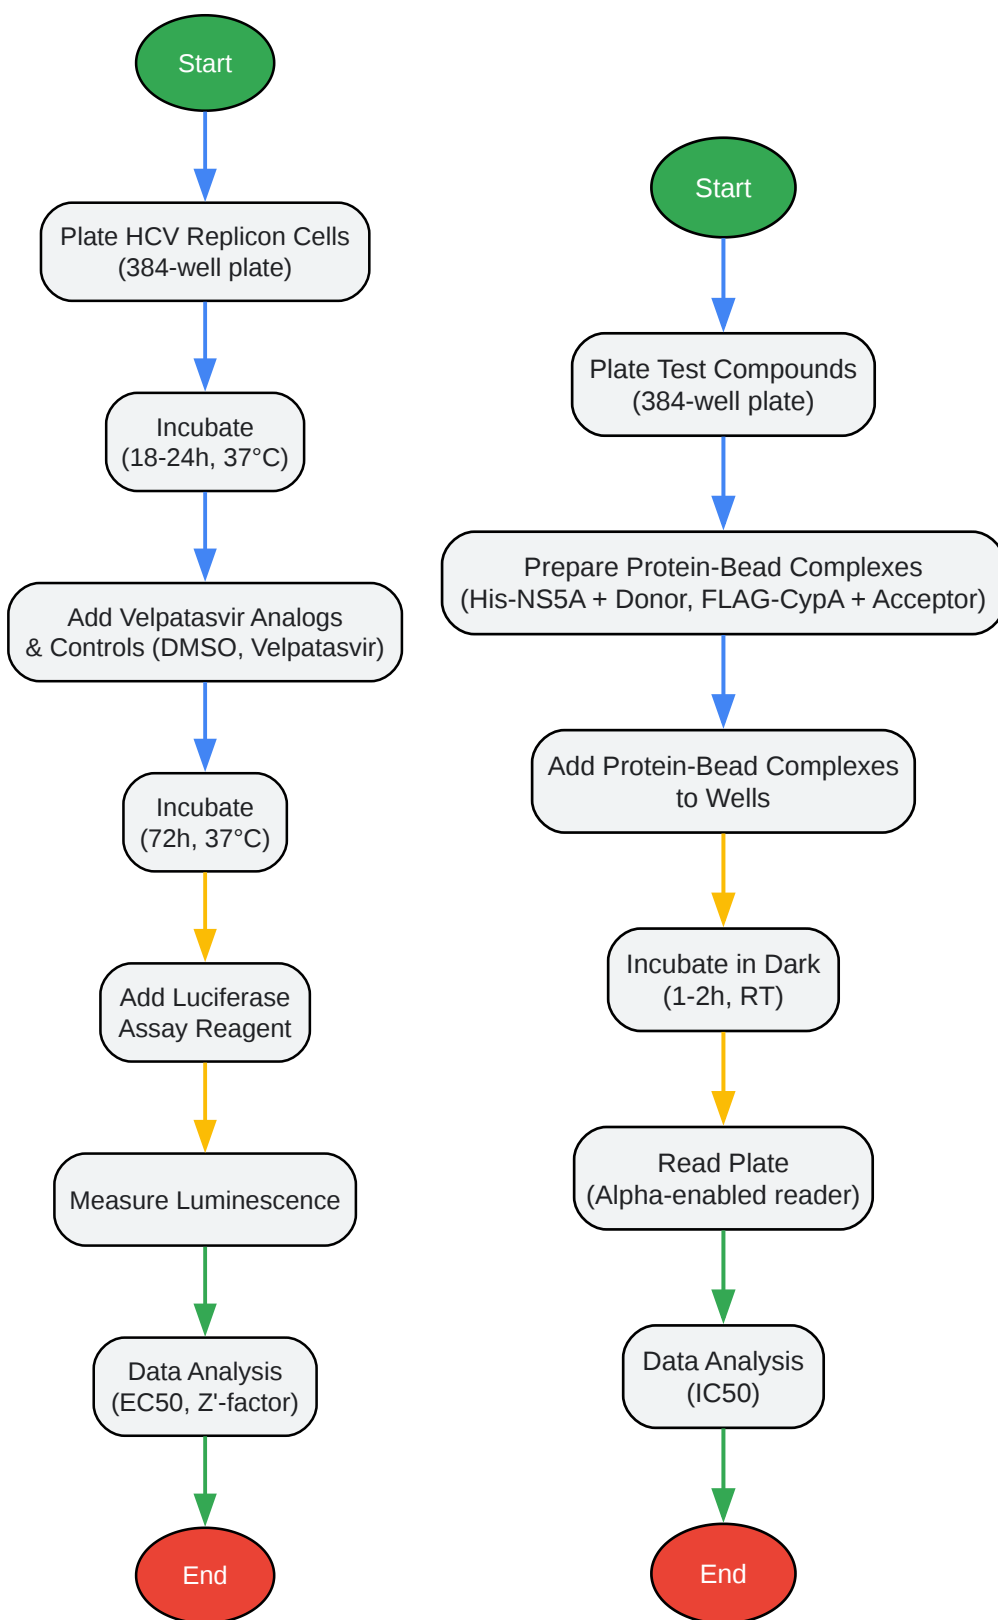 Start
Plate HCV Replicon Cells
(384-well plate)
Incubate
(18-24h, 37°C)
Add Velpatasvir Analogs
& Controls (DMSO, Velpatasvir)
Incubate
(72h, 37°C)
Add Luciferase
Assay Reagent
Measure Luminescence
Data Analysis
(EC50, Z'-factor)
End
Start
Plate Test Compounds
(384-well plate)
Prepare Protein-Bead Complexes
(His-NS5A + Donor, FLAG-CypA + Acceptor)
Add Protein-Bead Complexes
to Wells
Incubate in Dark
(1-2h, RT)
Read Plate
(Alpha-enabled reader)
Data Analysis
(IC50)
End